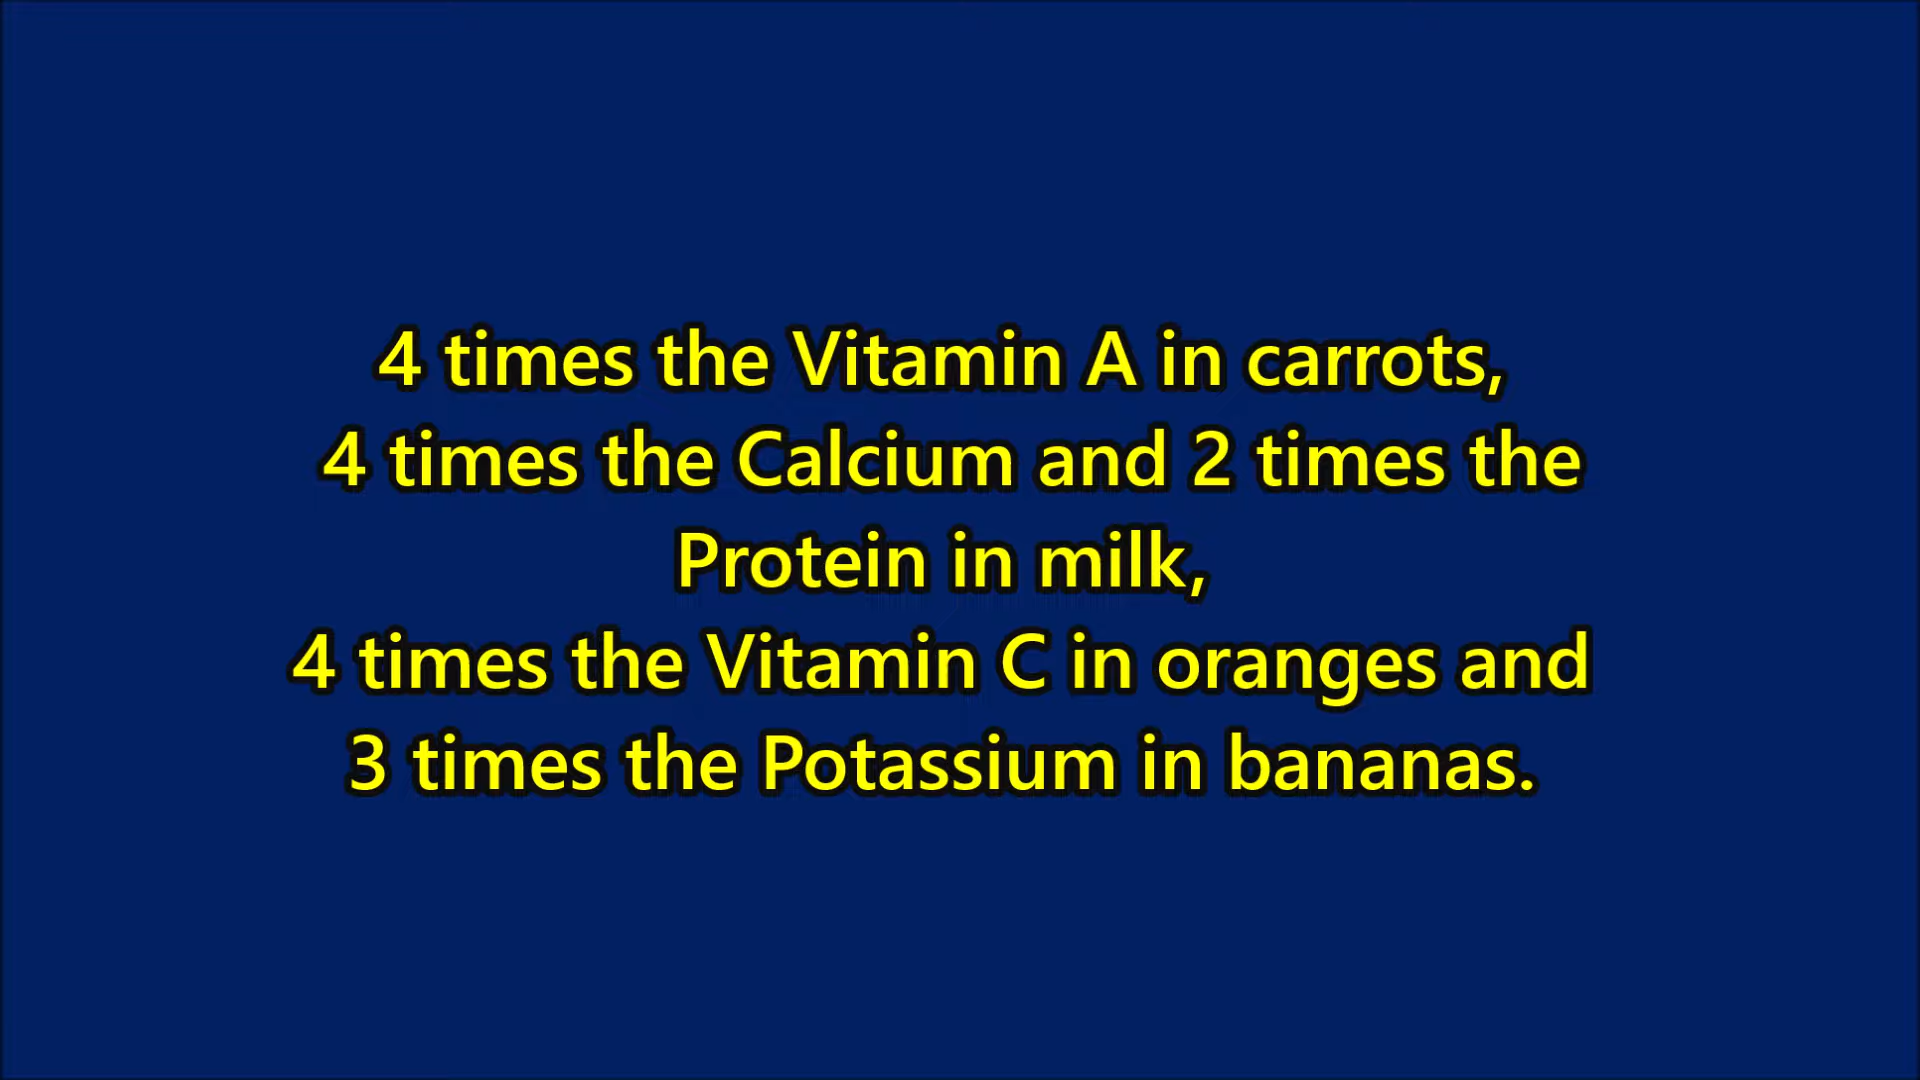 4 times the Vitamin A in carrots,
4 times the Calcium and 2 times the
Protein in milk,
4 times the Vitamin C in oranges and
3 times the Potassium in bananas.